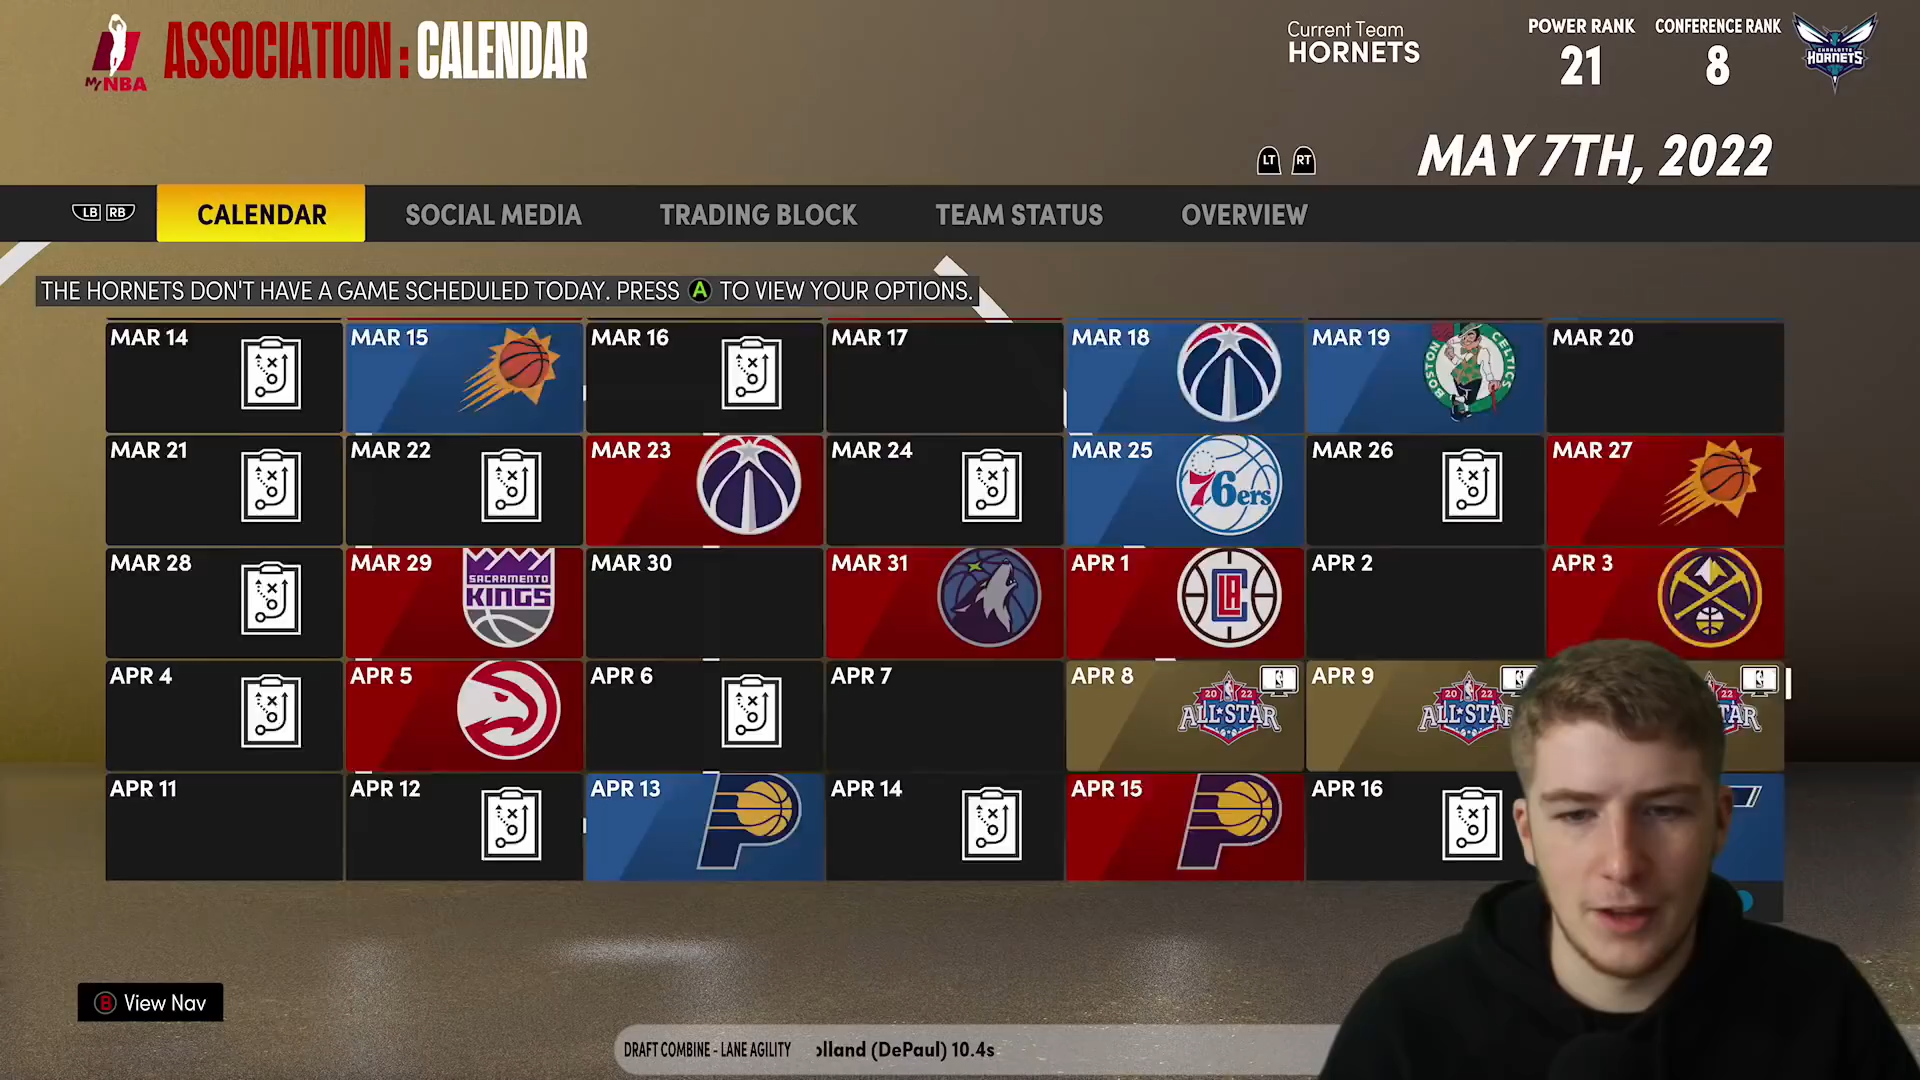 MyNBA
ASSOCIATION : CALENDAR
Current Team
HORNETS
POWER RANK
21
CONFERENCE RANK
8
CHARLOTTE
HORNETS
LT RT
MAY 7TH, 2022
LB RB
CALENDAR
SOCIAL MEDIA
TRADING BLOCK
TEAM STATUS
OVERVIEW
THE HORNETS DON'T HAVE A GAME SCHEDULED TODAY. PRESS A TO VIEW YOUR OPTIONS.
MAR 14
MAR 15
MAR 16
MAR 17
MAR 18
MAR 19
BOSTON CELTICS
MAR 20
MAR 21
MAR 22
MAR 23
MAR 24
MAR 25
76ers
MAR 26
MAR 27
MAR 28
MAR 29
SACRAMENTO
KINGS
MAR 30
MAR 31
APR 1
LA
APR 2
APR 3
APR 4
APR 5
APR 6
APR 7
APR 8
2022
ALL★STAR
APR 9
2022
ALL★STAR
22
APR 11
APR 12
APR 13
APR 14
APR 15
APR 16
B View Nav
DRAFT COMBINE - LANE AGILITY olland (DePaul) 10.4s